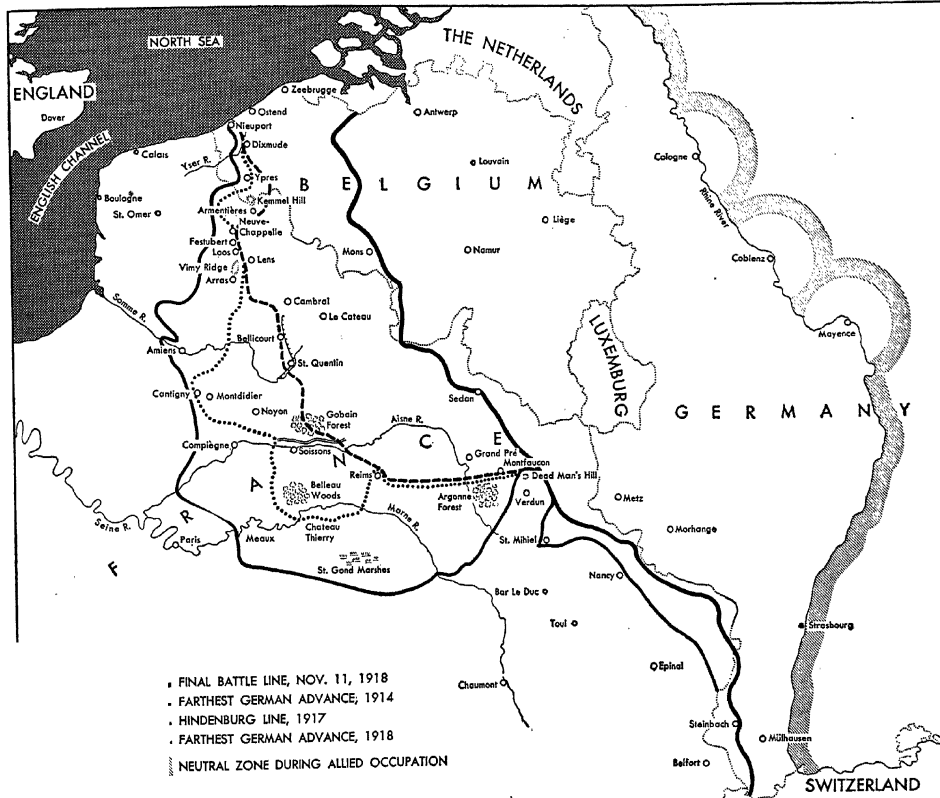 NORTH SEA
THE NETHERLANDS
ENGLAND
Dover
ENGLISH CHANNEL
Zeebrugge
Ostend
Nieuport
Antwerp
Dixmude
Calais
Yser R.
Louvain
Cologne
Ypres
BELGIUM
Boulogne
Kemmel Hill
St. Omer
Armentières
Rhine River
Liège
Neuve-
Chappelle
Festubert
Loos
Lens
Mons
Namur
Coblenz
Vimy Ridge
Arras
Somme R.
Cambrai
Le Cateau
LUXEMBURG
Mayence
Bellicourt
Amiens
St. Quentin
Cantigny
Montdidier
Sedan
Noyon
Gobain
Forest
GERMANY
Aisne R.
FRANCE
Compiègne
Soissons
Grand Pré
Montfaucon
Reims
Dead Man's Hill
Belleau
Woods
Argonne
Forest
Verdun
Metz
Seine R.
Marne R.
Paris
Meaux
Chateau
Thierry
Morhange
St. Mihiel
St. Gond Marshes
Nancy
Bar Le Duc
Toul
Strasbourg
Epinal
Chaumont
FINAL BATTLE LINE, NOV. 11, 1918
FARTHEST GERMAN ADVANCE, 1914
HINDENBURG LINE, 1917
FARTHEST GERMAN ADVANCE, 1918
NEUTRAL ZONE DURING ALLIED OCCUPATION
Steinbach
Mülhausen
Belfort
SWITZERLAND